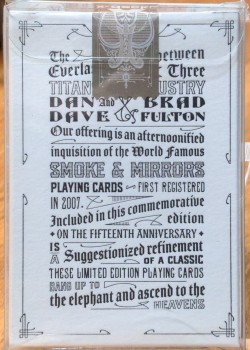 The between
Everla Three
TITAN USTRY
DAN AND & BRAD
DAVE FULTON
Our offering is an afternoonified
inquisition of the World Famous
SMOKE & MIRRORS
PLAYING CARDS FIRST REGISTERED
IN 2007.
Included in this commemorative
edition
• ON THE FIFTEENTH ANNIVERSARY •
IS A Suggestionized refinement
OF A CLASSIC
THESE LIMITED EDITION PLAYING CARDS
BANG UP TO
the elephant and ascend to the
HEAVENS